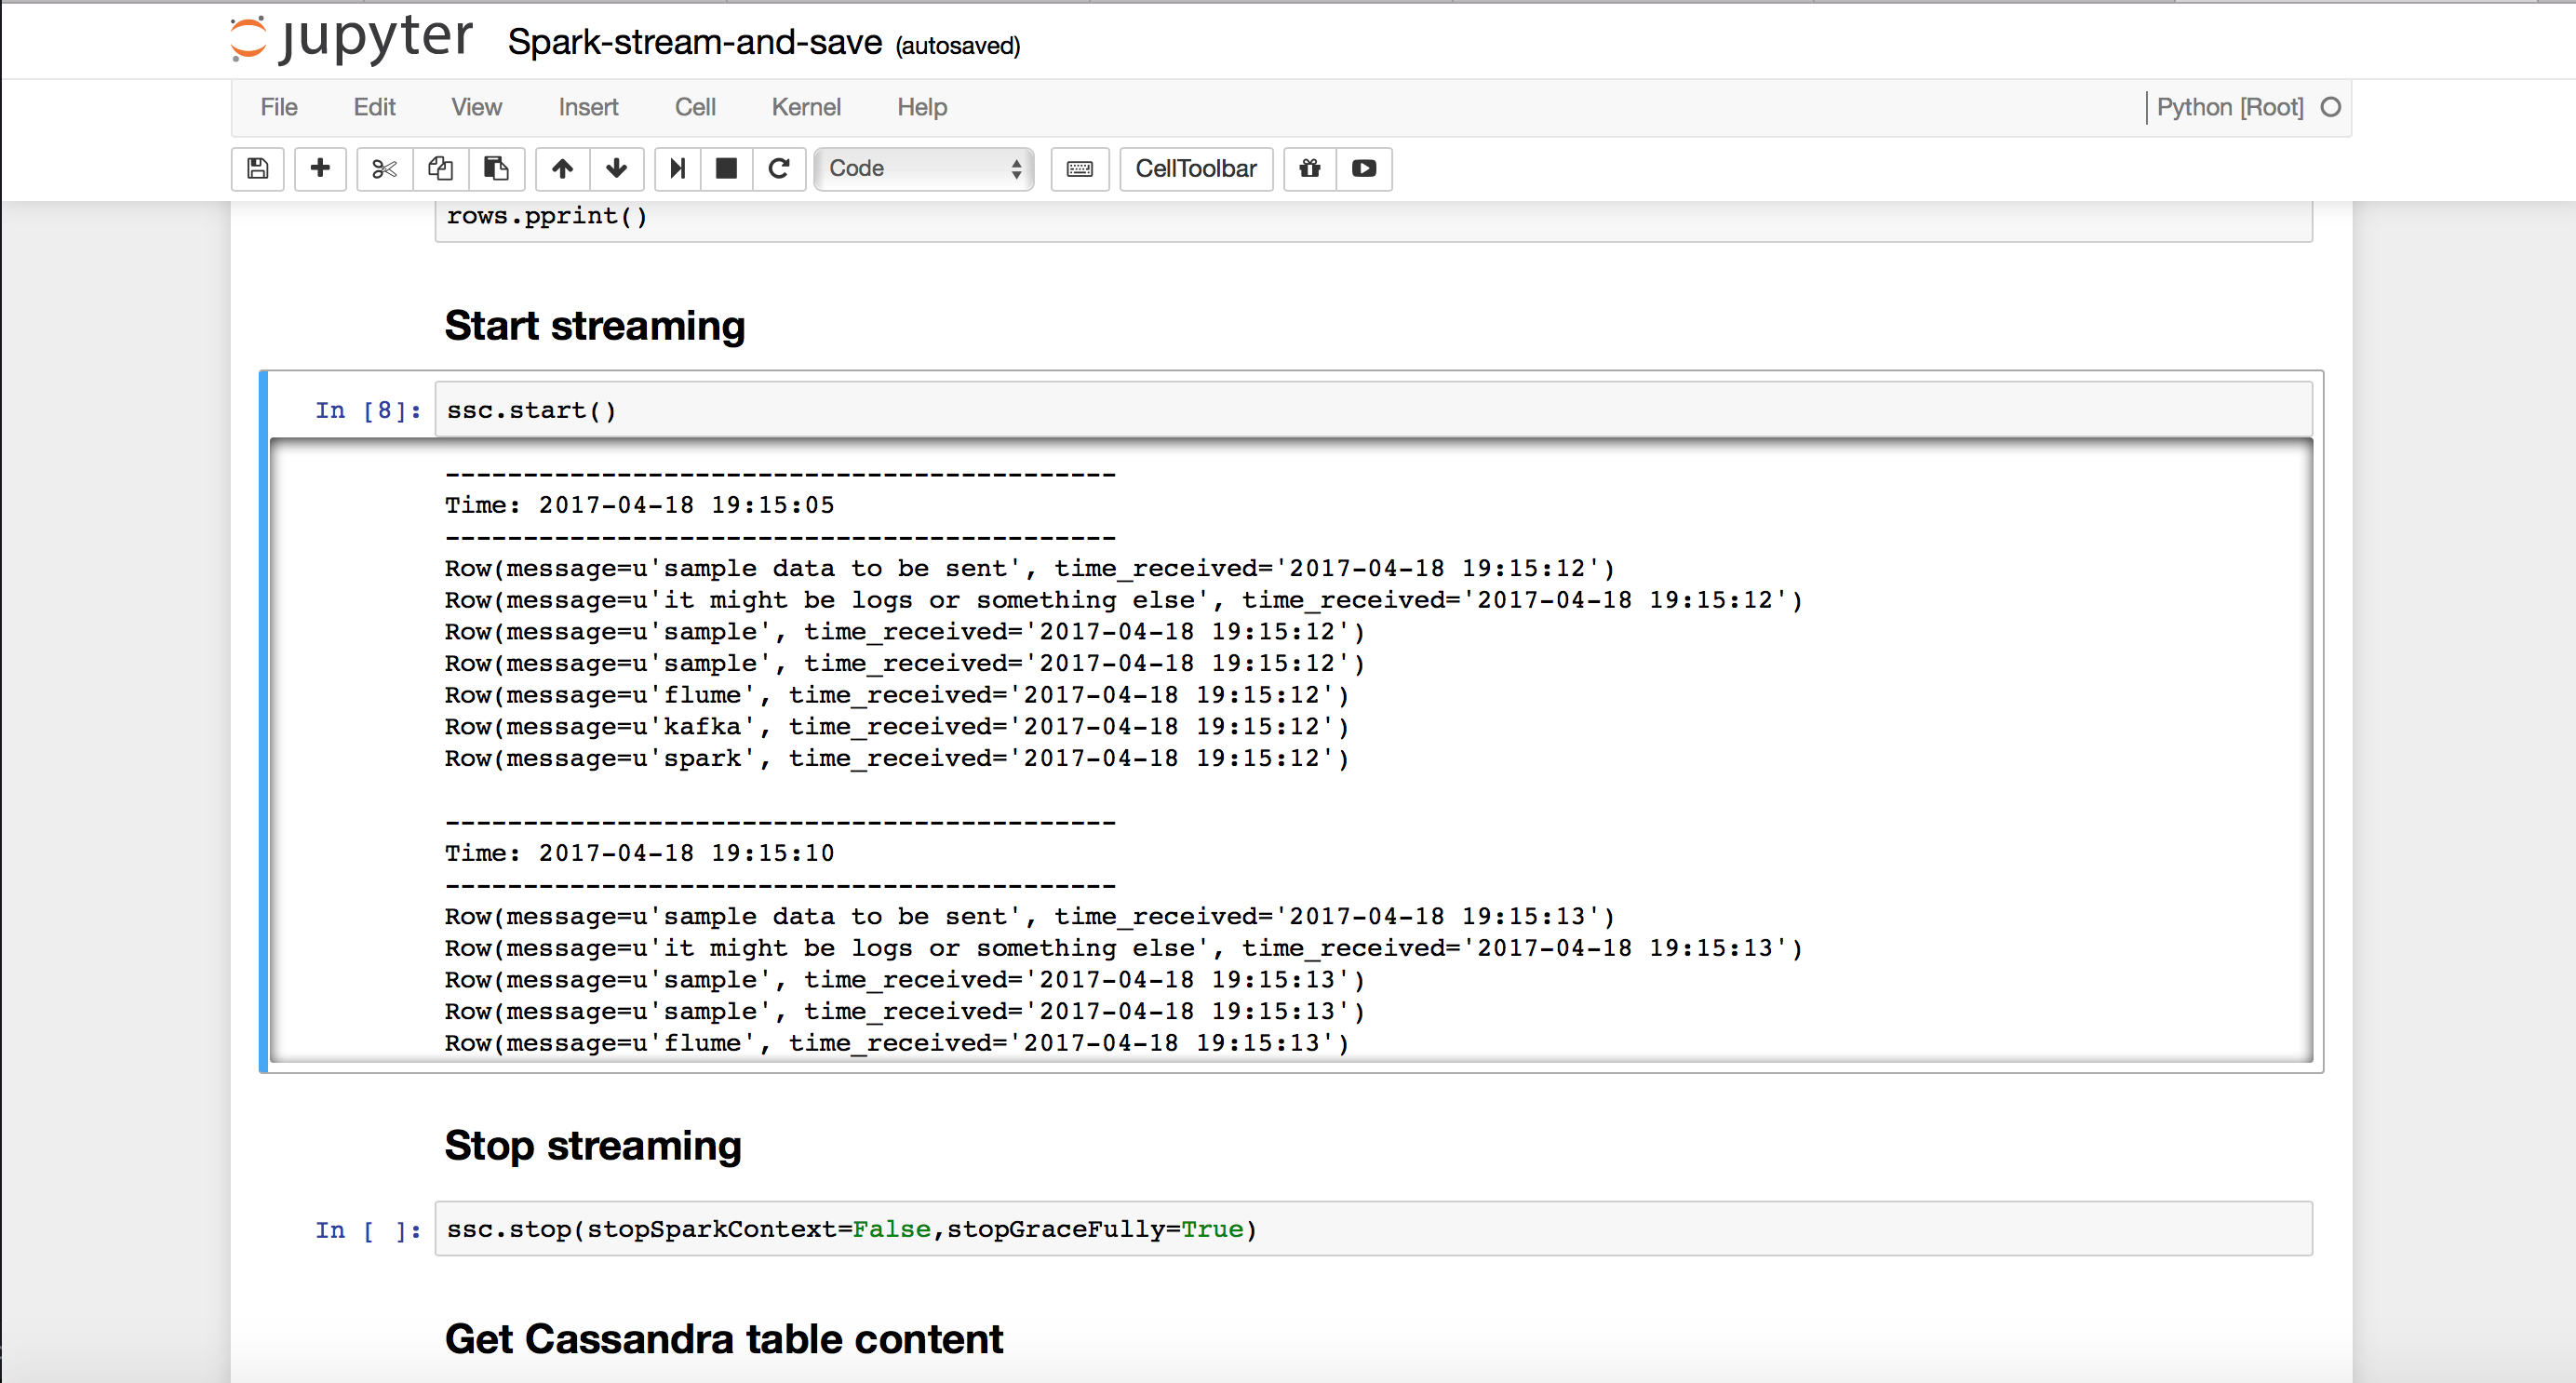 jupyter Spark-stream-and-save (autosaved)
File Edit View Insert Cell Kernel Help Python [Root]
Code CellToolbar
rows.pprint()
Start streaming
In [8]: ssc.start()
-------------------------------------------
Time: 2017-04-18 19:15:05
-------------------------------------------
Row(message=u'sample data to be sent', time_received='2017-04-18 19:15:12')
Row(message=u'it might be logs or something else', time_received='2017-04-18 19:15:12')
Row(message=u'sample', time_received='2017-04-18 19:15:12')
Row(message=u'sample', time_received='2017-04-18 19:15:12')
Row(message=u'flume', time_received='2017-04-18 19:15:12')
Row(message=u'kafka', time_received='2017-04-18 19:15:12')
Row(message=u'spark', time_received='2017-04-18 19:15:12')
-------------------------------------------
Time: 2017-04-18 19:15:10
-------------------------------------------
Row(message=u'sample data to be sent', time_received='2017-04-18 19:15:13')
Row(message=u'it might be logs or something else', time_received='2017-04-18 19:15:13')
Row(message=u'sample', time_received='2017-04-18 19:15:13')
Row(message=u'sample', time_received='2017-04-18 19:15:13')
Row(message=u'flume', time_received='2017-04-18 19:15:13')
Stop streaming
In [ ]: ssc.stop(stopSparkContext=False,stopGraceFully=True)
Get Cassandra table content